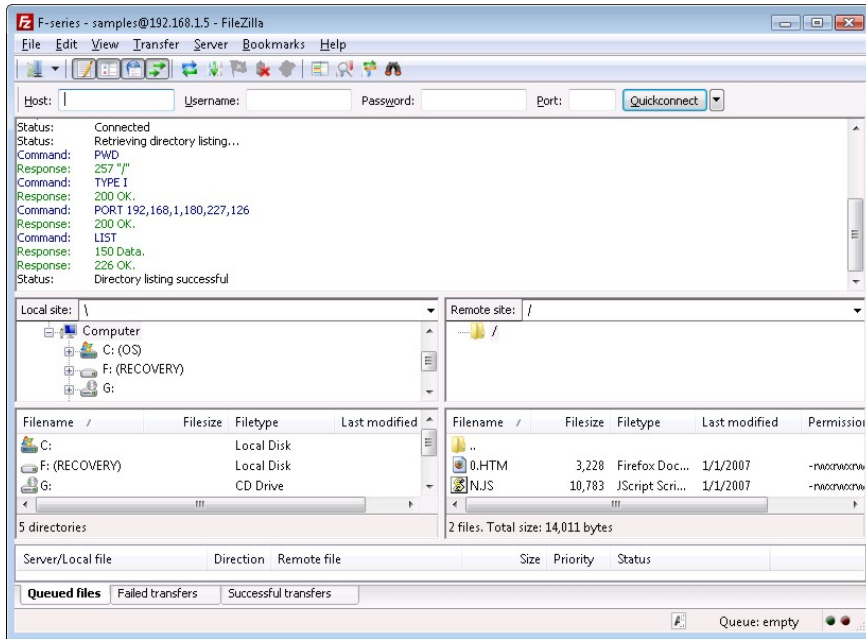 F-series - samples@192.168.1.5 - FileZilla
File Edit View Transfer Server Bookmarks Help
Host: Username: Password: Port: Quickconnect
Status: Connected
Status: Retrieving directory listing...
Command: PWD
Response: 257 "/"
Command: TYPE I
Response: 200 OK.
Command: PORT 192,168,1,180,227,126
Response: 200 OK.
Command: LIST
Response: 150 Data.
Response: 226 OK.
Status: Directory listing successful
Local site: \ Remote site: /
Computer /
C: (OS)
F: (RECOVERY)
G:
Filename / Filesize Filetype Last modified Filename / Filesize Filetype Last modified Permission
C: Local Disk ..
F: (RECOVERY) Local Disk 0.HTM 3,228 Firefox Doc... 1/1/2007 -rwxrwxrw
G: CD Drive N.JS 10,783 JScript Scri... 1/1/2007 -rwxrwxrw
5 directories 2 files. Total size: 14,011 bytes
Server/Local file Direction Remote file Size Priority Status
Queued files Failed transfers Successful transfers
Queue: empty